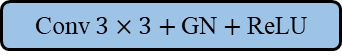 Conv 3 × 3 + GN + ReLU